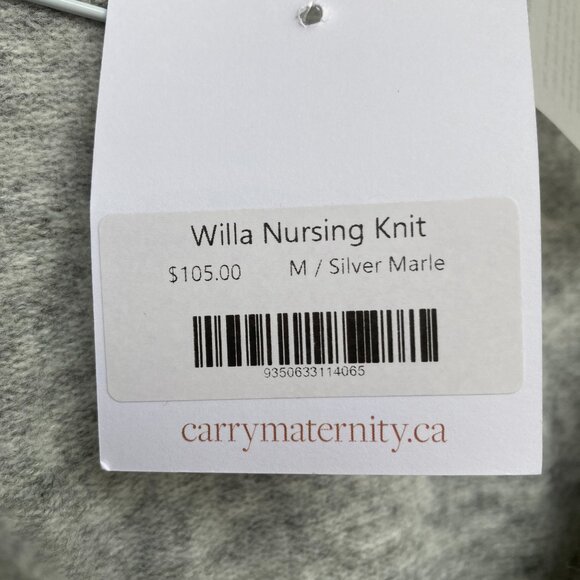 Willa Nursing Knit
$105.00 M / Silver Marle
9350633114065
carrymaternity.ca